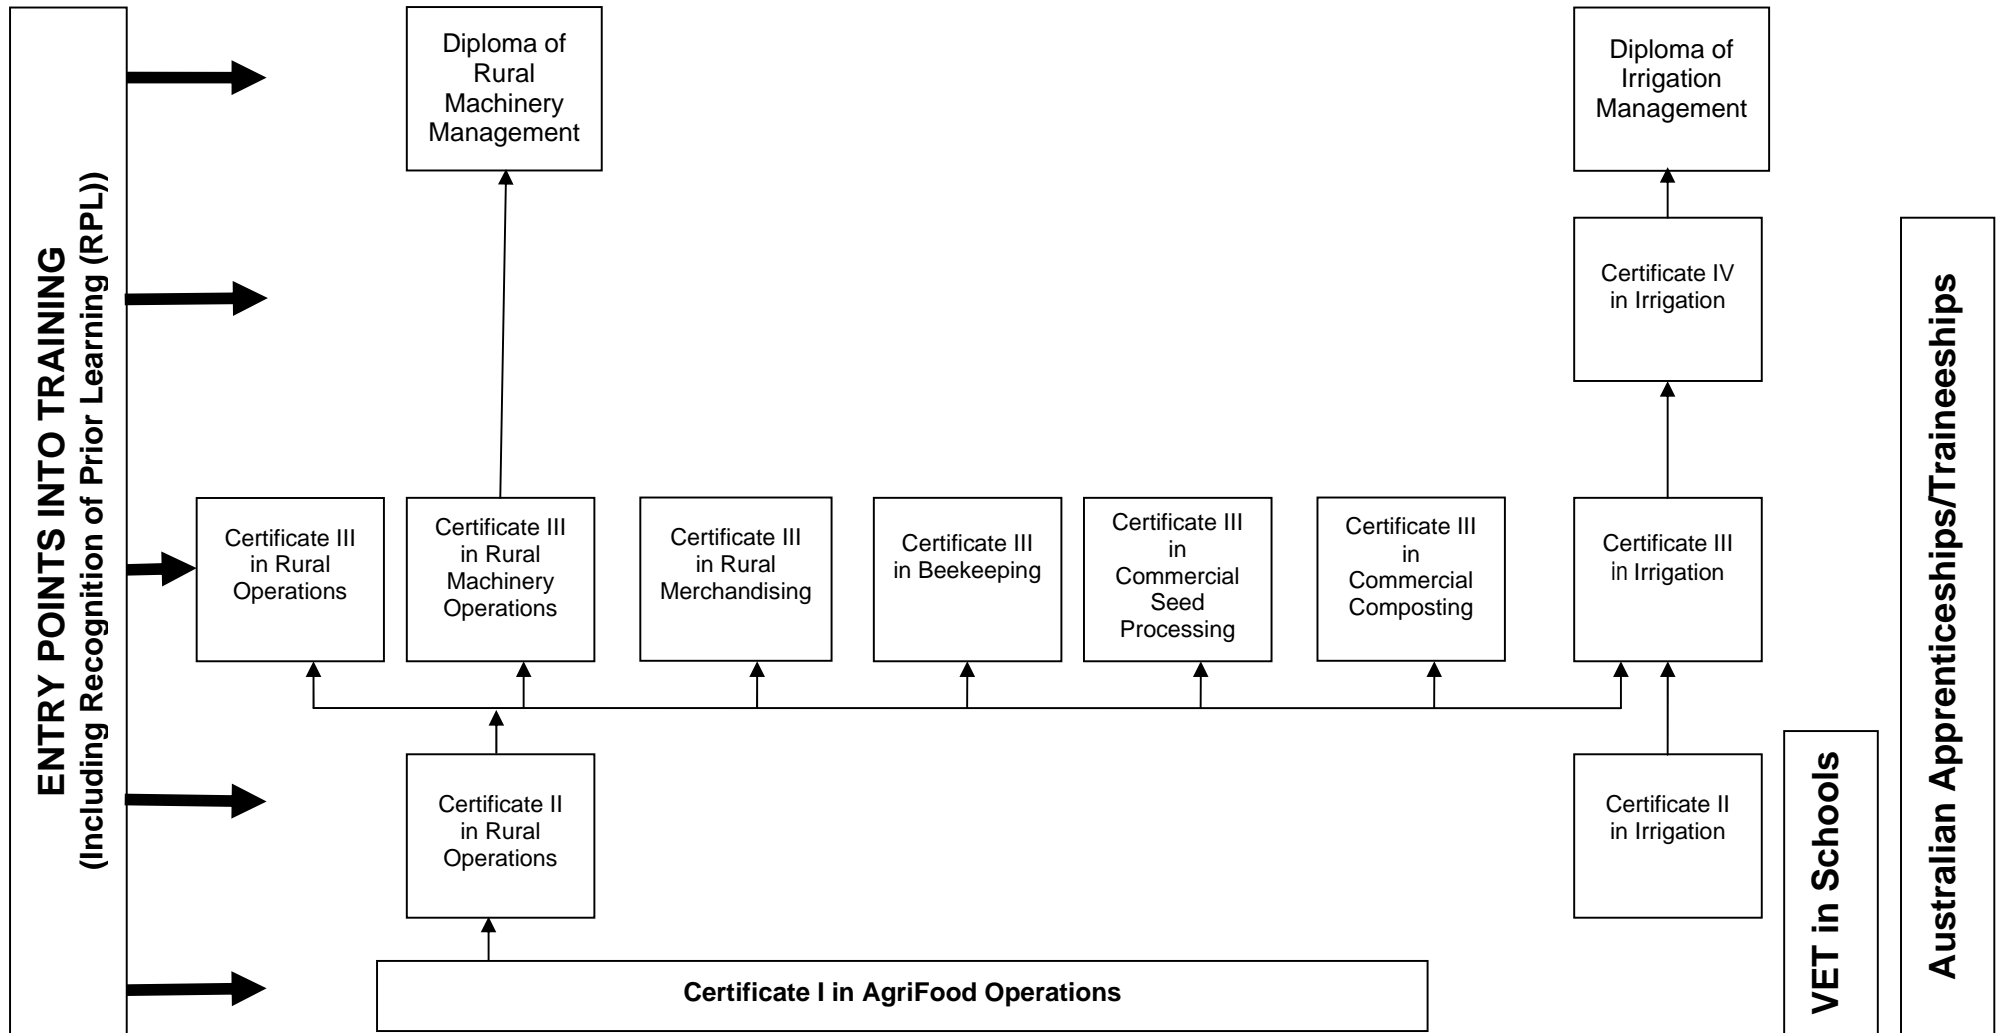 ENTRY POINTS INTO TRAINING
(Including Recognition of Prior Learning (RPL))
Diploma of
Rural
Machinery
Management
Diploma of
Irrigation
Management
Certificate IV
in Irrigation
Certificate III
in Rural
Operations
Certificate III
in Rural
Machinery
Operations
Certificate III
in Rural
Merchandising
Certificate III
in Beekeeping
Certificate III
in
Commercial
Seed
Processing
Certificate III
in
Commercial
Composting
Certificate III
in Irrigation
Certificate II
in Rural
Operations
Certificate II
in Irrigation
Certificate I in AgriFood Operations
VET in Schools
Australian Apprenticeships/Traineeships